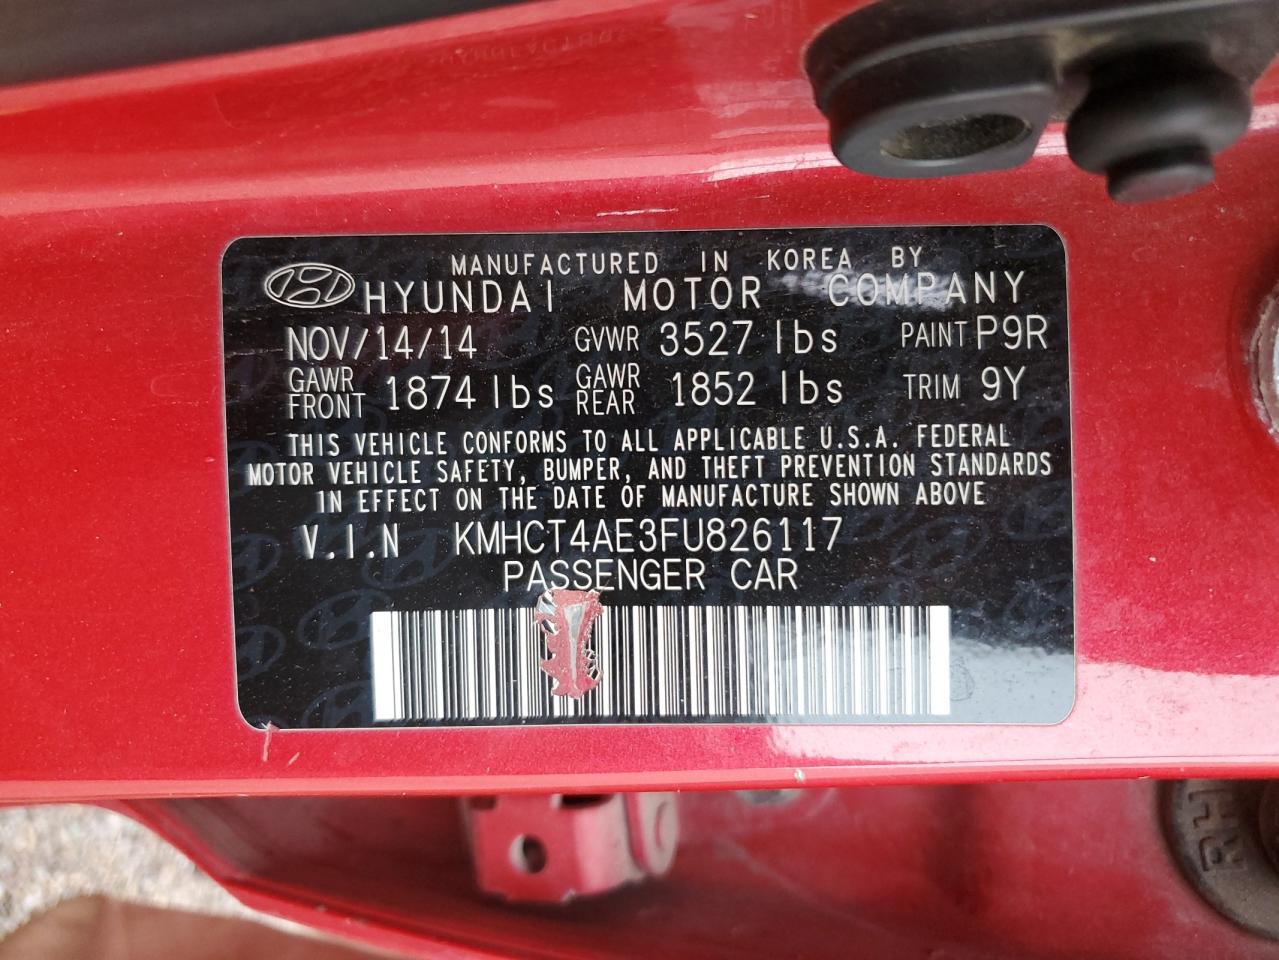 MANUFACTURED IN KOREA BY
HYUNDAI MOTOR COMPANY
NOV/14/14 GVWR 3527 lbs PAINT P9R
GAWR FRONT 1874 lbs GAWR REAR 1852 lbs TRIM 9Y
THIS VEHICLE CONFORMS TO ALL APPLICABLE U.S.A. FEDERAL
MOTOR VEHICLE SAFETY, BUMPER, AND THEFT PREVENTION STANDARDS
IN EFFECT ON THE DATE OF MANUFACTURE SHOWN ABOVE
V.I.N KMHCT4AE3FU826117
PASSENGER CAR